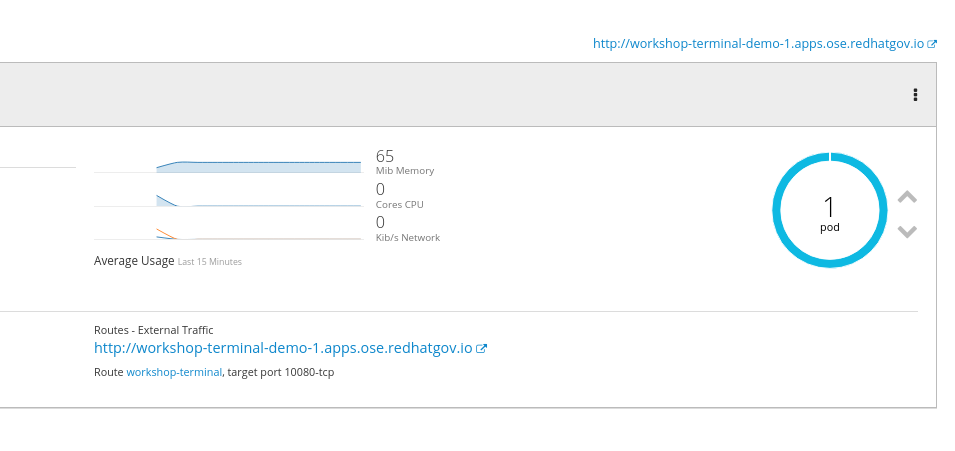 http://workshop-terminal-demo-1.apps.ose.redhatgov.io
65
Mib Memory
0
Cores CPU
0
Kib/s Network
Average Usage Last 15 Minutes
1
pod
Routes - External Traffic
http://workshop-terminal-demo-1.apps.ose.redhatgov.io
Route workshop-terminal, target port 10080-tcp